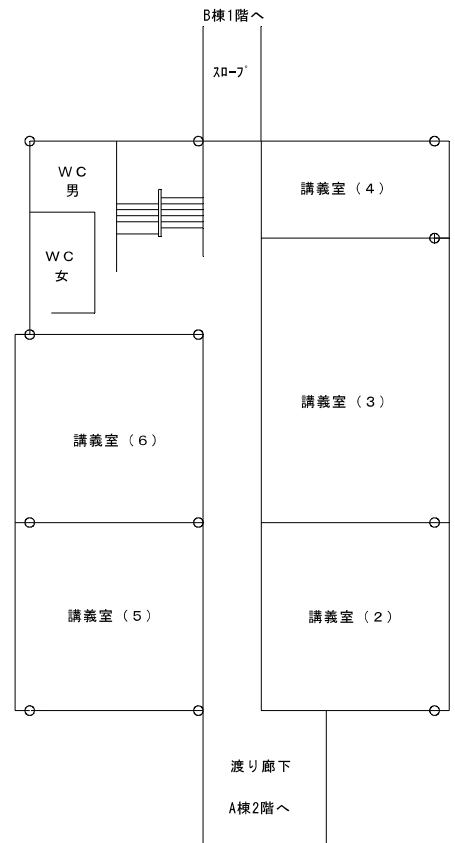 B棟1階へ
ｽﾛｰﾌﾟ
ＷＣ
男
講義室（４）
ＷＣ
女
講義室（３）
講義室（６）
講義室（５）
講義室（２）
渡り廊下
A棟2階へ